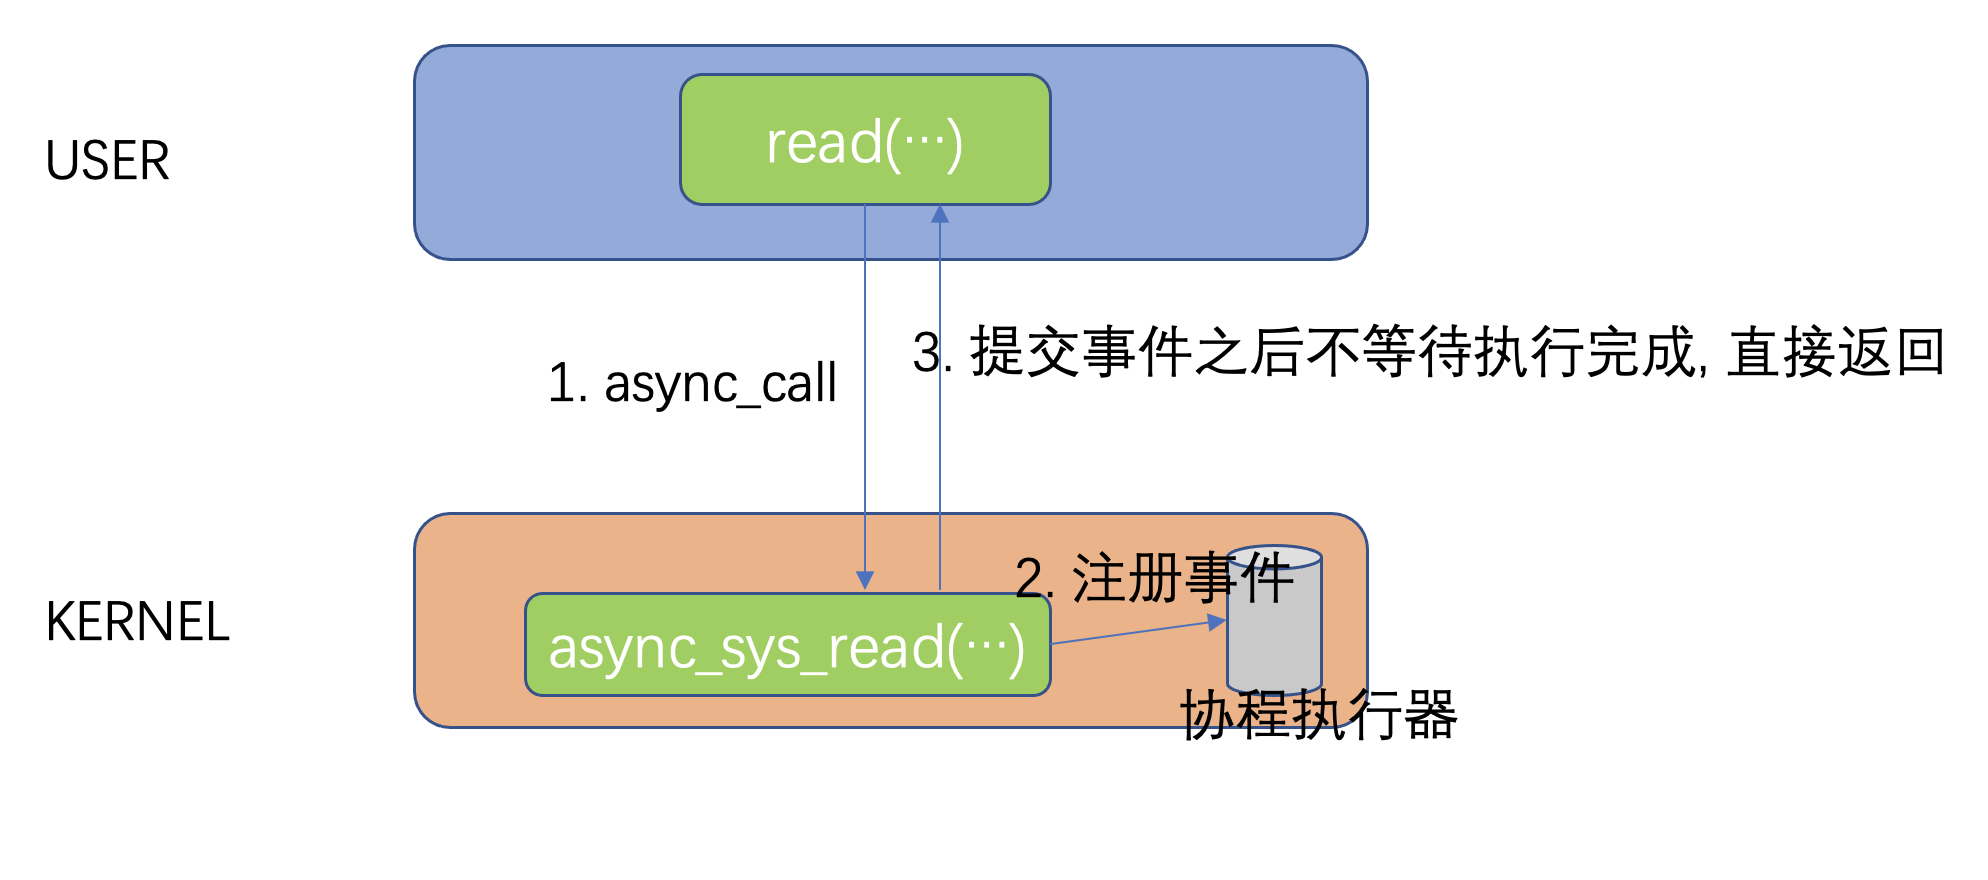 USER
read(…)
1. async_call
3. 提交事件之后不等待执行完成, 直接返回
KERNEL
async_sys_read(…)
2. 注册事件
协程执行器